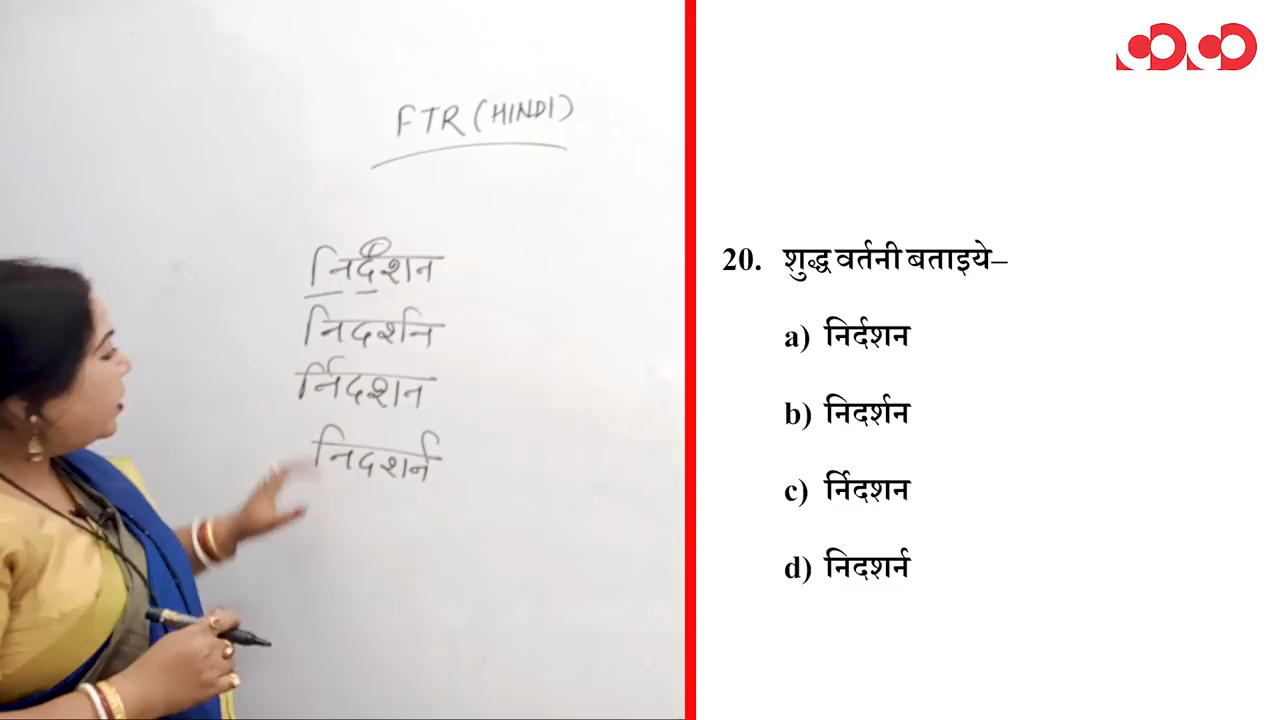 FTR (HINDI)
निर्दशन
निदर्शन
र्निदशन
निदशर्न
20. शुद्ध वर्तनी बताइये–
a) निर्दशन
b) निदर्शन
c) र्निदशन
d) निदशर्न